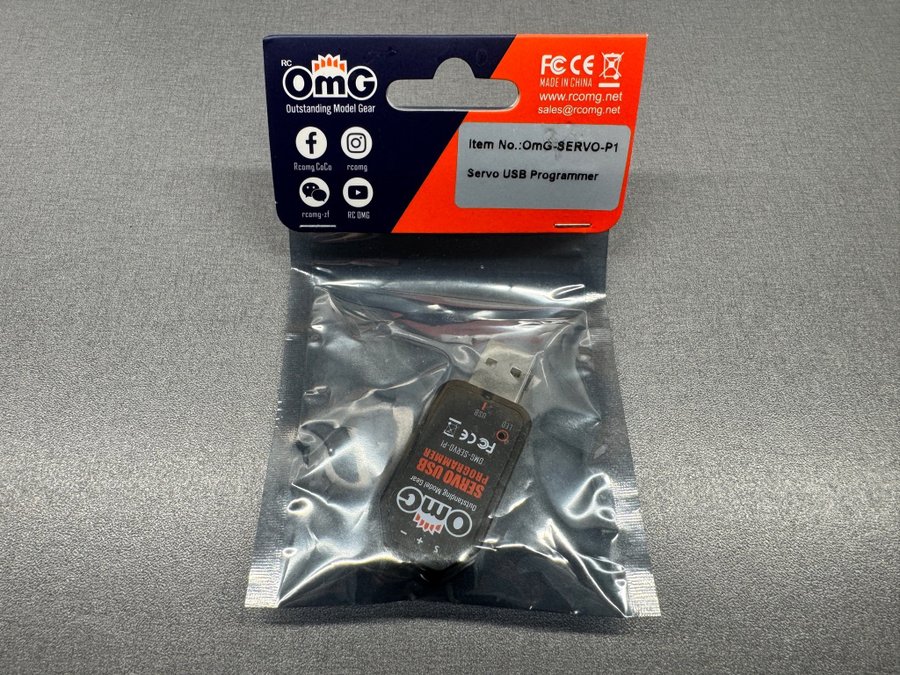 RC
OmG
Outstanding Model Gear
Rcomg.CoCo
rcomg
rcomg-zf
RC OMG
FC CE
MADE IN CHINA
www.rcomg.net
sales@rcomg.net
Item No.:OmG-SERVO-P1
Servo USB Programmer
OmG
Outstanding Model Gear
SERVO USB
PROGRAMMER
OMG-SERVO-P1
FC CE
LED
USB
S + -